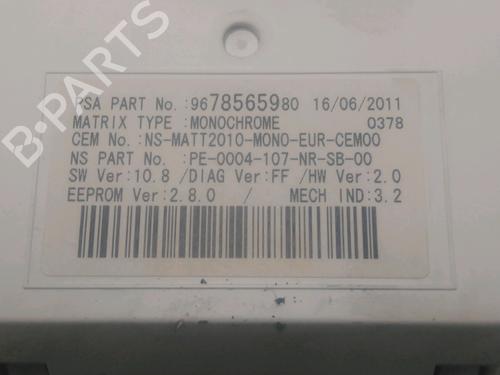 PSA PART No.:9678565980 16/06/2011
MATRIX TYPE :MONOCHROME 0378
CEM No.:NS-MATT2010-MONO-EUR-CEM00
NS PART No. :PE-0004-107-NR-SB-00
SW Ver:10.8 /DIAG Ver:FF /HW Ver:2.0
EEPROM Ver:2.8.0 / MECH IND:3.2
B-PARTS